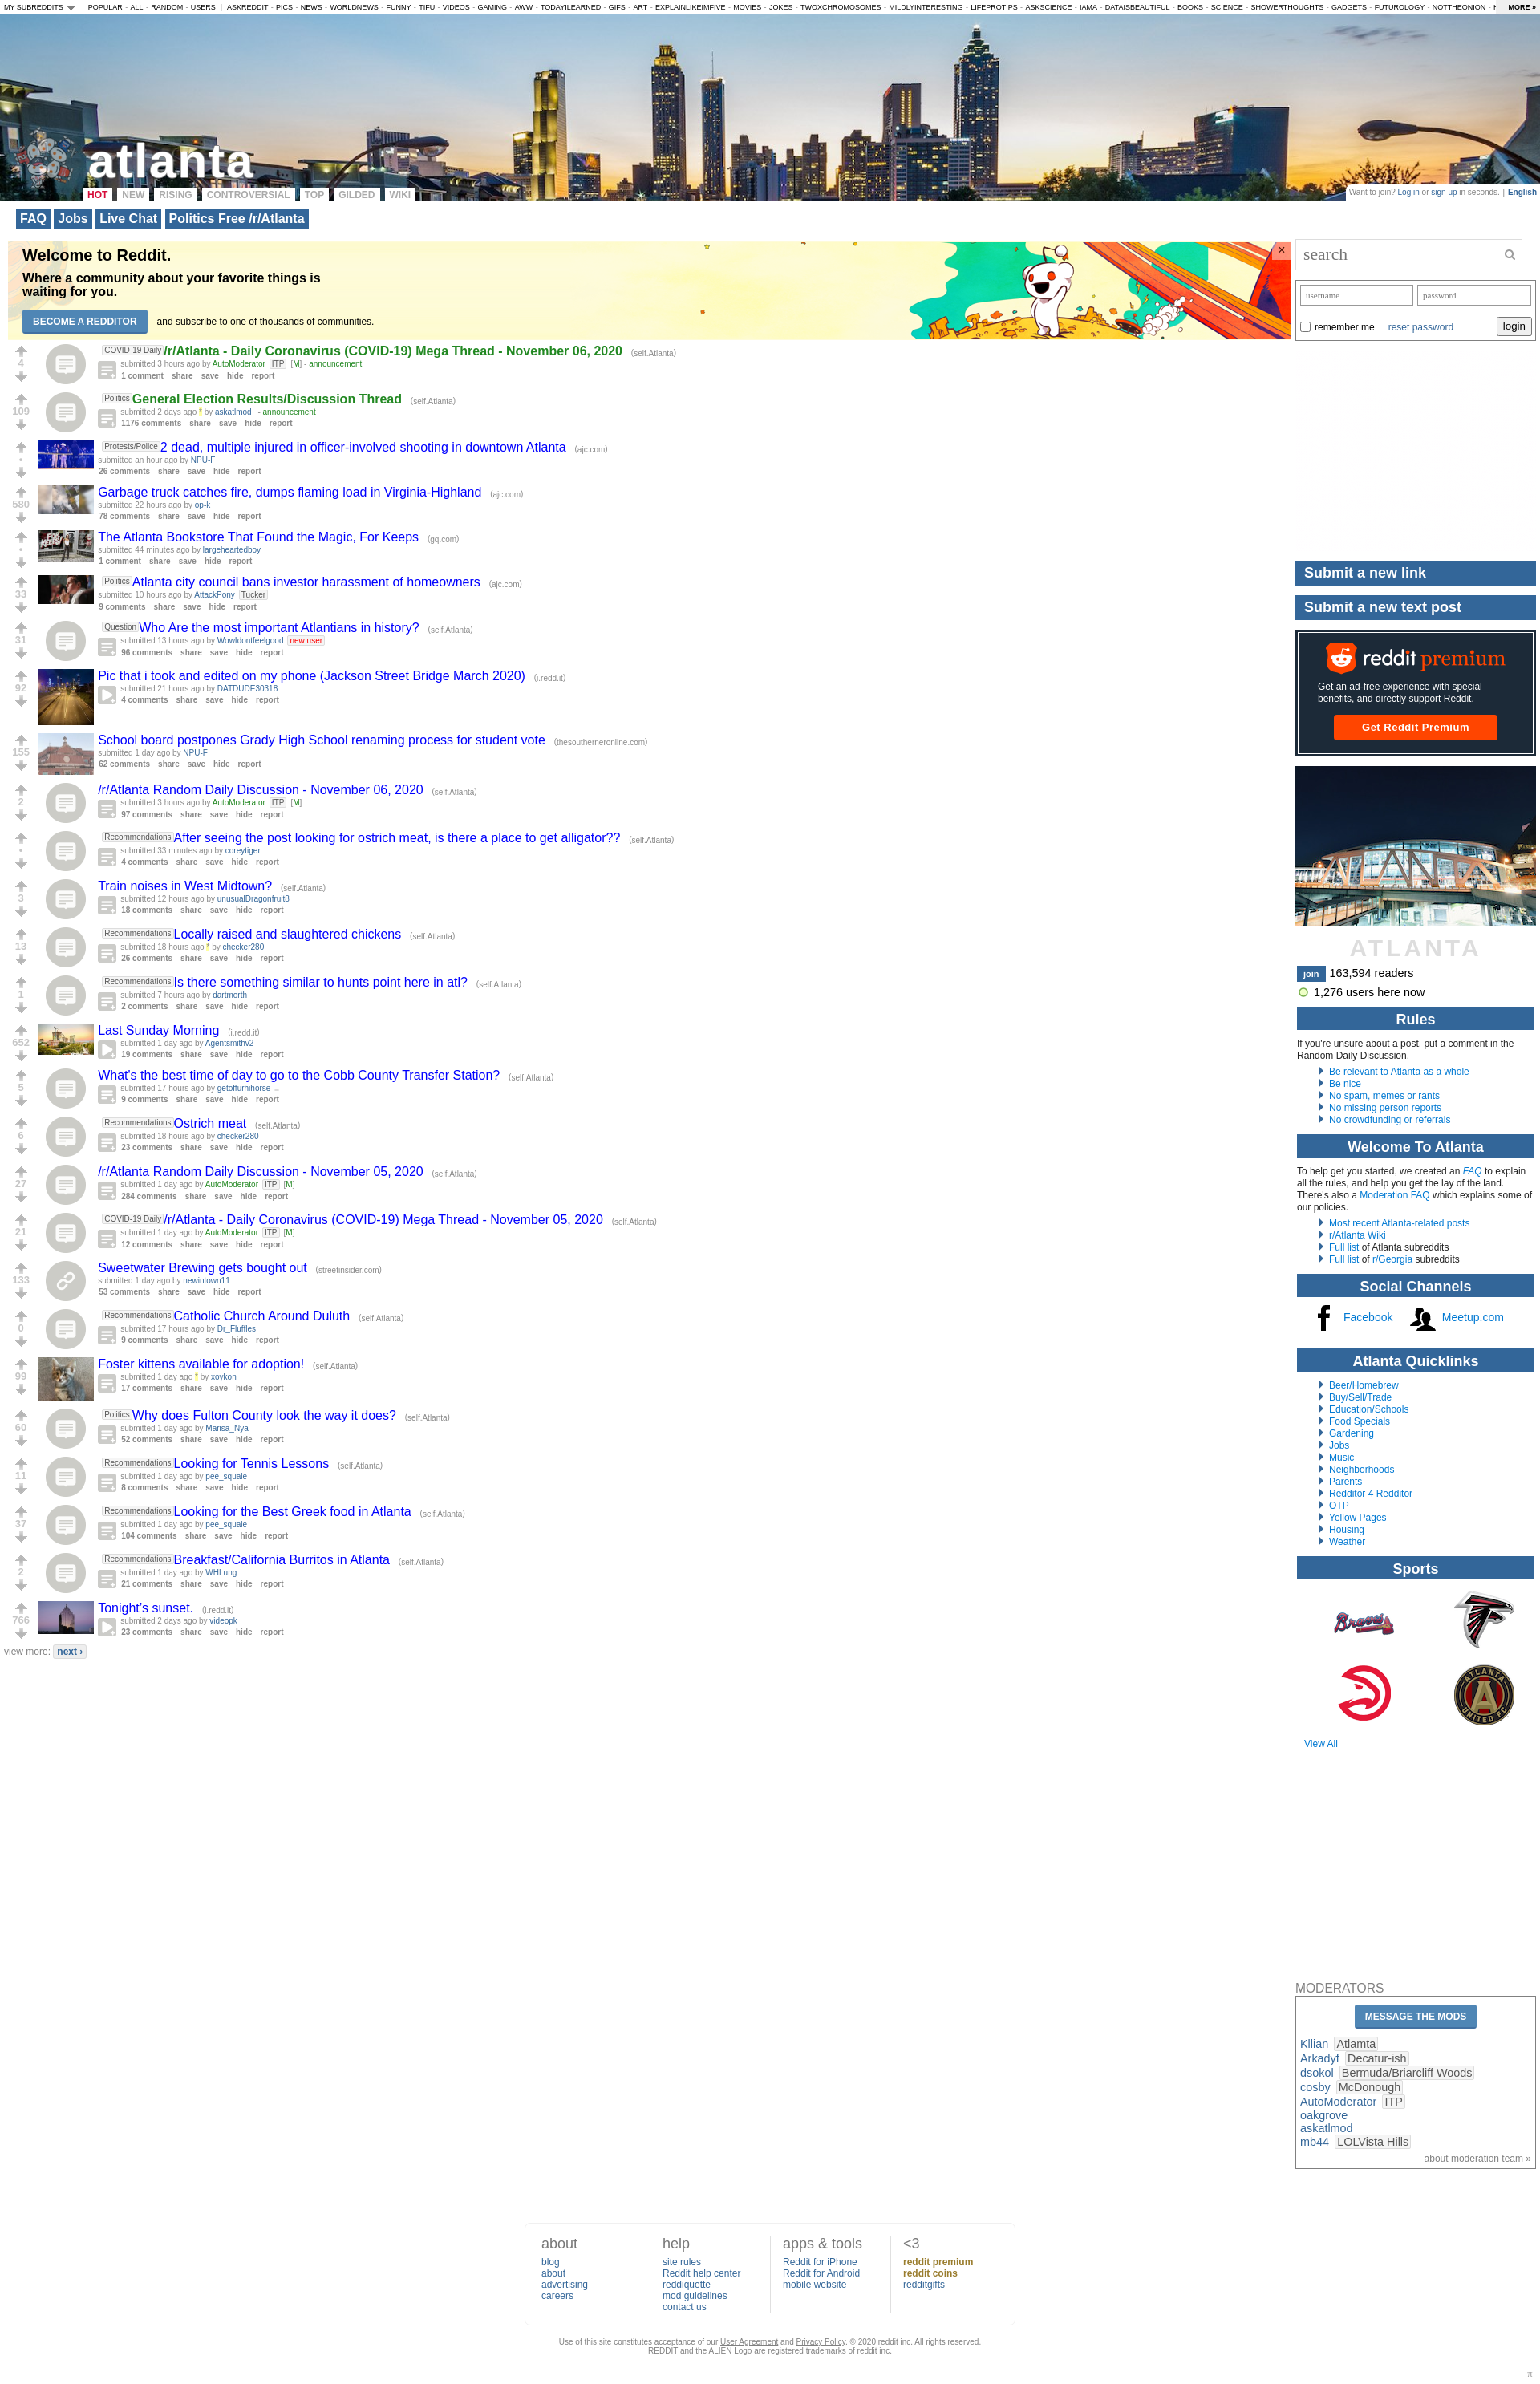 MY SUBREDDITS POPULAR - ALL - RANDOM - USERS | ASKREDDIT - PICS - NEWS - WORLDNEWS - FUNNY - TIFU - VIDEOS - GAMING - AWW - TODAYILEARNED - GIFS - ART - EXPLAINLIKEIMFIVE - MOVIES - JOKES - TWOXCHROMOSOMES - MILDLYINTERESTING - LIFEPROTIPS - ASKSCIENCE - IAMA - DATAISBEAUTIFUL - BOOKS - SCIENCE - SHOWERTHOUGHTS - GADGETS - FUTUROLOGY - NOTTHEONION - MORE »
atlanta
HOT NEW RISING CONTROVERSIAL TOP GILDED WIKI
Want to join? Log in or sign up in seconds. | English
FAQ Jobs Live Chat Politics Free /r/Atlanta
Welcome to Reddit.
Where a community about your favorite things is
waiting for you.
BECOME A REDDITOR and subscribe to one of thousands of communities.
×
COVID-19 Daily /r/Atlanta - Daily Coronavirus (COVID-19) Mega Thread - November 06, 2020 (self.Atlanta)
4
submitted 3 hours ago by AutoModerator ITP [M] - announcement
1 comment share save hide report
Politics General Election Results/Discussion Thread (self.Atlanta)
109
submitted 2 days ago * by askatlmod - announcement
1176 comments share save hide report
Protests/Police 2 dead, multiple injured in officer-involved shooting in downtown Atlanta (ajc.com)
•
submitted an hour ago by NPU-F
26 comments share save hide report
Garbage truck catches fire, dumps flaming load in Virginia-Highland (ajc.com)
580
submitted 22 hours ago by op-k
78 comments share save hide report
The Atlanta Bookstore That Found the Magic, For Keeps (gq.com)
•
submitted 44 minutes ago by largeheartedboy
1 comment share save hide report
Politics Atlanta city council bans investor harassment of homeowners (ajc.com)
33
submitted 10 hours ago by AttackPony Tucker
9 comments share save hide report
Question Who Are the most important Atlantians in history? (self.Atlanta)
31
submitted 13 hours ago by WowIdontfeelgood new user
96 comments share save hide report
Pic that i took and edited on my phone (Jackson Street Bridge March 2020) (i.redd.it)
92
submitted 21 hours ago by DATDUDE30318
4 comments share save hide report
School board postpones Grady High School renaming process for student vote (thesoutherneronline.com)
155
submitted 1 day ago by NPU-F
62 comments share save hide report
/r/Atlanta Random Daily Discussion - November 06, 2020 (self.Atlanta)
2
submitted 3 hours ago by AutoModerator ITP [M]
97 comments share save hide report
Recommendations After seeing the post looking for ostrich meat, is there a place to get alligator?? (self.Atlanta)
•
submitted 33 minutes ago by coreytiger
4 comments share save hide report
Train noises in West Midtown? (self.Atlanta)
3
submitted 12 hours ago by unusualDragonfruit8
18 comments share save hide report
Recommendations Locally raised and slaughtered chickens (self.Atlanta)
13
submitted 18 hours ago * by checker280
26 comments share save hide report
Recommendations Is there something similar to hunts point here in atl? (self.Atlanta)
1
submitted 7 hours ago by dartmorth
2 comments share save hide report
Last Sunday Morning (i.redd.it)
652
submitted 1 day ago by Agentsmithv2
19 comments share save hide report
What's the best time of day to go to the Cobb County Transfer Station? (self.Atlanta)
5
submitted 17 hours ago by getoffurhihorse ..
9 comments share save hide report
Recommendations Ostrich meat (self.Atlanta)
6
submitted 18 hours ago by checker280
23 comments share save hide report
/r/Atlanta Random Daily Discussion - November 05, 2020 (self.Atlanta)
27
submitted 1 day ago by AutoModerator ITP [M]
284 comments share save hide report
COVID-19 Daily /r/Atlanta - Daily Coronavirus (COVID-19) Mega Thread - November 05, 2020 (self.Atlanta)
21
submitted 1 day ago by AutoModerator ITP [M]
12 comments share save hide report
Sweetwater Brewing gets bought out (streetinsider.com)
133
submitted 1 day ago by newintown11
53 comments share save hide report
Recommendations Catholic Church Around Duluth (self.Atlanta)
0
submitted 17 hours ago by Dr_Fluffles
9 comments share save hide report
Foster kittens available for adoption! (self.Atlanta)
99
submitted 1 day ago * by xoykon
17 comments share save hide report
Politics Why does Fulton County look the way it does? (self.Atlanta)
60
submitted 1 day ago by Marisa_Nya
52 comments share save hide report
Recommendations Looking for Tennis Lessons (self.Atlanta)
11
submitted 1 day ago by pee_squale
8 comments share save hide report
Recommendations Looking for the Best Greek food in Atlanta (self.Atlanta)
37
submitted 1 day ago by pee_squale
104 comments share save hide report
Recommendations Breakfast/California Burritos in Atlanta (self.Atlanta)
2
submitted 1 day ago by WHLung
21 comments share save hide report
Tonight's sunset. (i.redd.it)
766
submitted 2 days ago by videopk
23 comments share save hide report
view more: next ›
search
username password
remember me reset password login
Submit a new link
Submit a new text post
reddit premium
Get an ad-free experience with special
benefits, and directly support Reddit.
Get Reddit Premium
ATLANTA
ATLANTA
join 163,594 readers
1,276 users here now
Rules
If you're unsure about a post, put a comment in the
Random Daily Discussion.
Be relevant to Atlanta as a whole
Be nice
No spam, memes or rants
No missing person reports
No crowdfunding or referrals
Welcome To Atlanta
To help get you started, we created an FAQ to explain
all the rules, and help you get the lay of the land.
There's also a Moderation FAQ which explains some of
our policies.
Most recent Atlanta-related posts
r/Atlanta Wiki
Full list of Atlanta subreddits
Full list of r/Georgia subreddits
Social Channels
Facebook Meetup.com
Atlanta Quicklinks
Beer/Homebrew
Buy/Sell/Trade
Education/Schools
Food Specials
Gardening
Jobs
Music
Neighborhoods
Parents
Redditor 4 Redditor
OTP
Yellow Pages
Housing
Weather
Sports
Braves
ATLANTA
UNITED FC
View All
MODERATORS
MESSAGE THE MODS
Kllian Atlamta
Arkadyf Decatur-ish
dsokol Bermuda/Briarcliff Woods
cosby McDonough
AutoModerator ITP
oakgrove
askatlmod
mb44 LOLVista Hills
about moderation team »
about
blog
about
advertising
careers
help
site rules
Reddit help center
reddiquette
mod guidelines
contact us
apps & tools
Reddit for iPhone
Reddit for Android
mobile website
<3
reddit premium
reddit coins
redditgifts
Use of this site constitutes acceptance of our User Agreement and Privacy Policy. © 2020 reddit inc. All rights reserved.
REDDIT and the ALIEN Logo are registered trademarks of reddit inc.
π